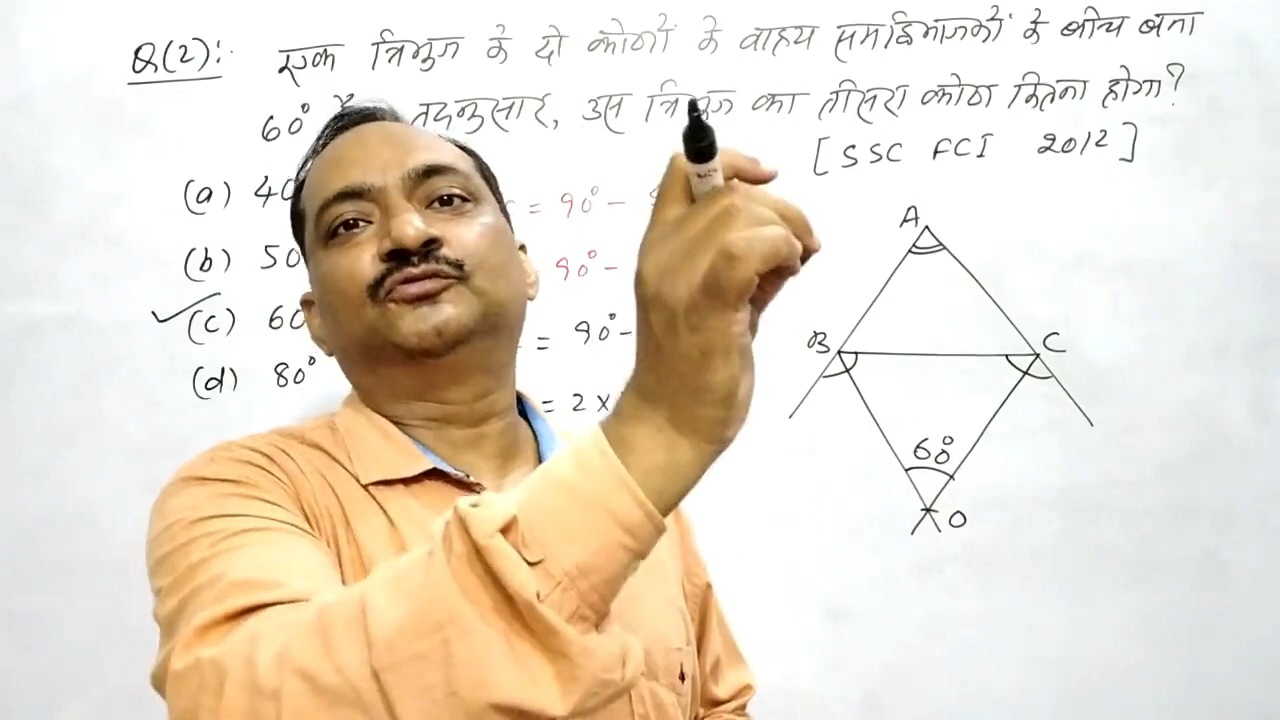 Q(2): एक त्रिभुज के दो कोणों के वाह्य समद्विभाजकों के बीच बना
60° तदनुसार, उस त्रिभुज का तीसरा कोण कितना होगा?
[SSC FCI 2012]
(a) 40
= 90° -
(b) 50
90° -
(c) 60
= 90° -
(d) 80°
= 2 ×
A
B
C
60°
O